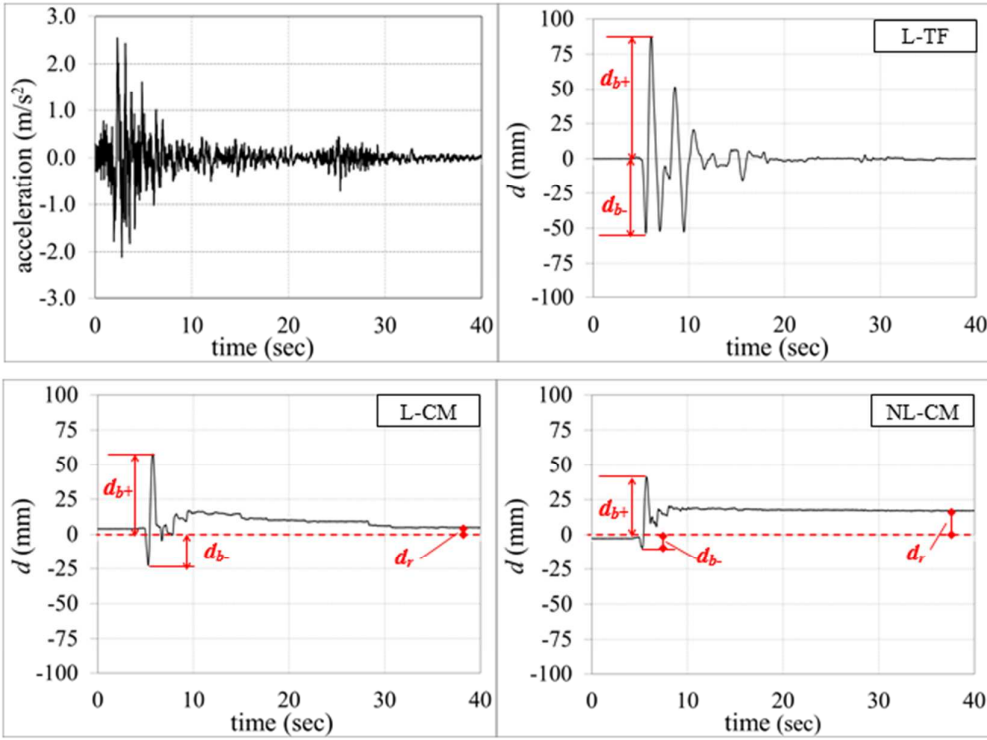 3.0
2.0
1.0
0.0
-1.0
-2.0
-3.0
acceleration (m/s²)
0 10 20 30 40
time (sec)
L-TF
100
75
50
25
0
-25
-50
-75
-100
d (mm)
db+
db-
0 10 20 30 40
time (sec)
L-CM
100
75
50
25
0
-25
-50
-75
-100
d (mm)
db+
db-
dr
0 10 20 30 40
time (sec)
NL-CM
100
75
50
25
0
-25
-50
-75
-100
d (mm)
db+
db-
dr
0 10 20 30 40
time (sec)